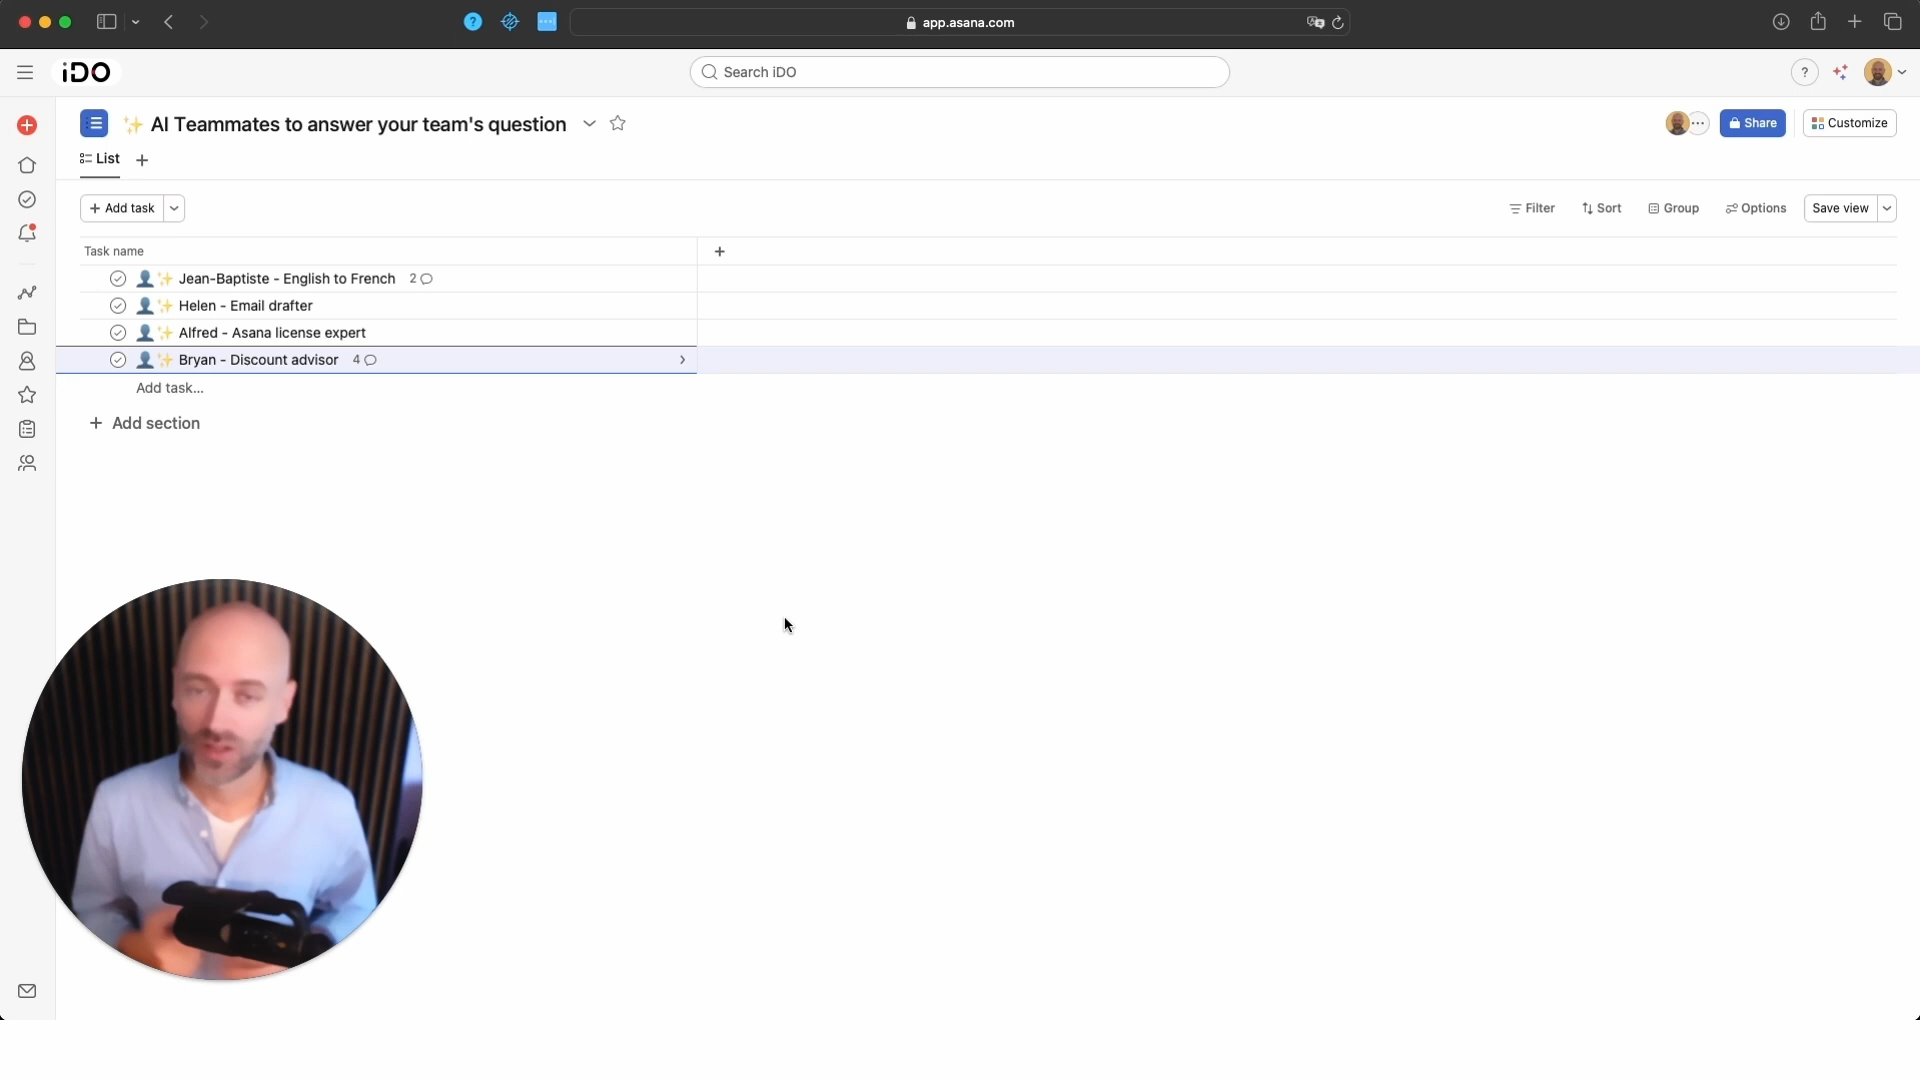 app.asana.com
iDO
Search iDO
?
✨ AI Teammates to answer your team's question
Share
Customize
List
+ Add task
Filter
Sort
Group
Options
Save view
Task name
👤✨ Jean-Baptiste - English to French 2
👤✨ Helen - Email drafter
👤✨ Alfred - Asana license expert
👤✨ Bryan - Discount advisor 4
Add task...
+ Add section